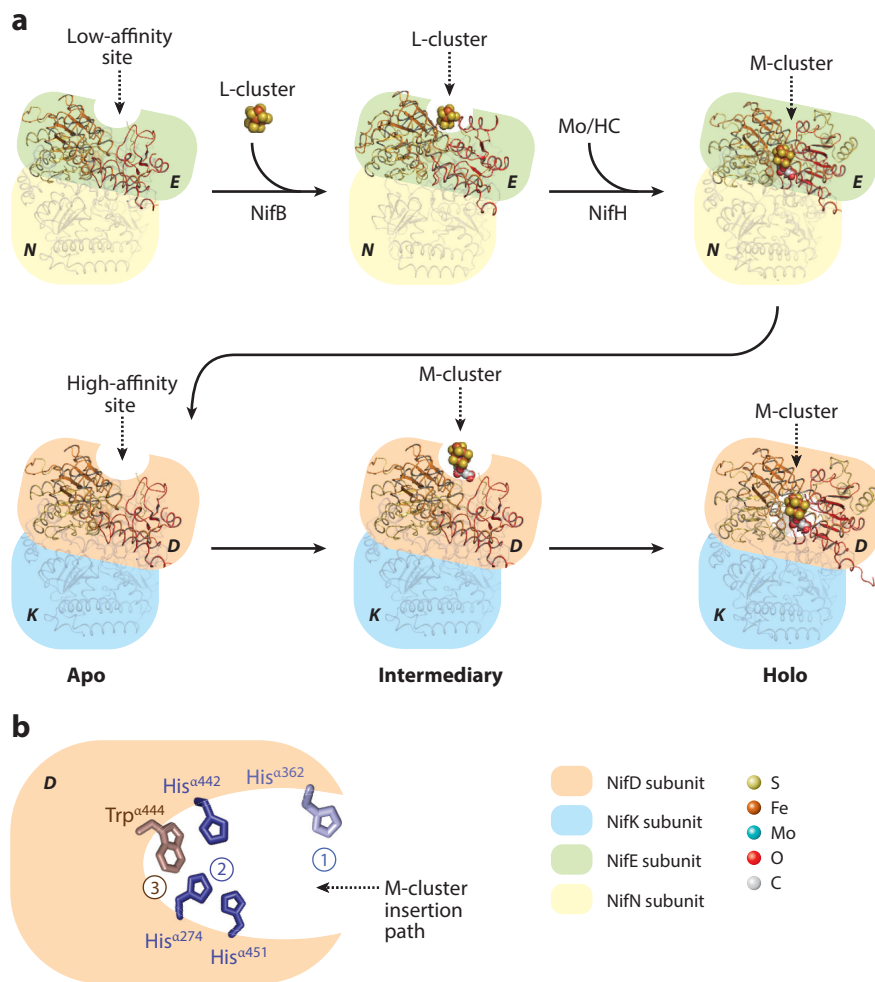 a
Low-affinity
site
L-cluster
E
N
NifB
L-cluster
E
N
Mo/HC
NifH
M-cluster
E
N
High-affinity
site
D
K
Apo
M-cluster
D
K
Intermediary
M-cluster
D
K
Holo
b
D
Hisα442
Hisα362
Trpα444
1
2
3
Hisα274
Hisα451
M-cluster
insertion
path
NifD subunit
NifK subunit
NifE subunit
NifN subunit
S
Fe
Mo
O
C